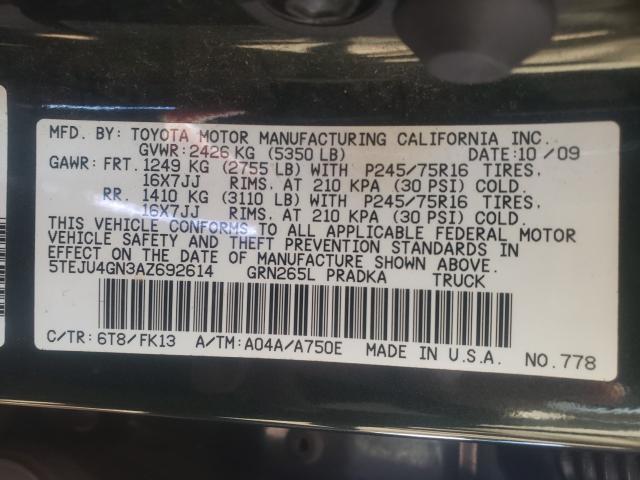 MFD. BY: TOYOTA MOTOR MANUFACTURING CALIFORNIA INC.
GVWR:2426 KG (5350 LB) DATE:10 /09
GAWR: FRT. 1249 KG (2755 LB) WITH P245/75R16 TIRES.
16X7JJ RIMS. AT 210 KPA (30 PSI) COLD.
RR. 1410 KG (3110 LB) WITH P245/75R16 TIRES.
16X7JJ RIMS. AT 210 KPA (30 PSI) COLD.
THIS VEHICLE CONFORMS TO ALL APPLICABLE FEDERAL MOTOR
VEHICLE SAFETY AND THEFT PREVENTION STANDARDS IN
EFFECT ON THE DATE OF MANUFACTURE SHOWN ABOVE.
5TEJU4GN3AZ692614 GRN265L PRADKA TRUCK
C/TR: 6T8/FK13 A/TM: A04A/A750E MADE IN U.S.A. NO.778